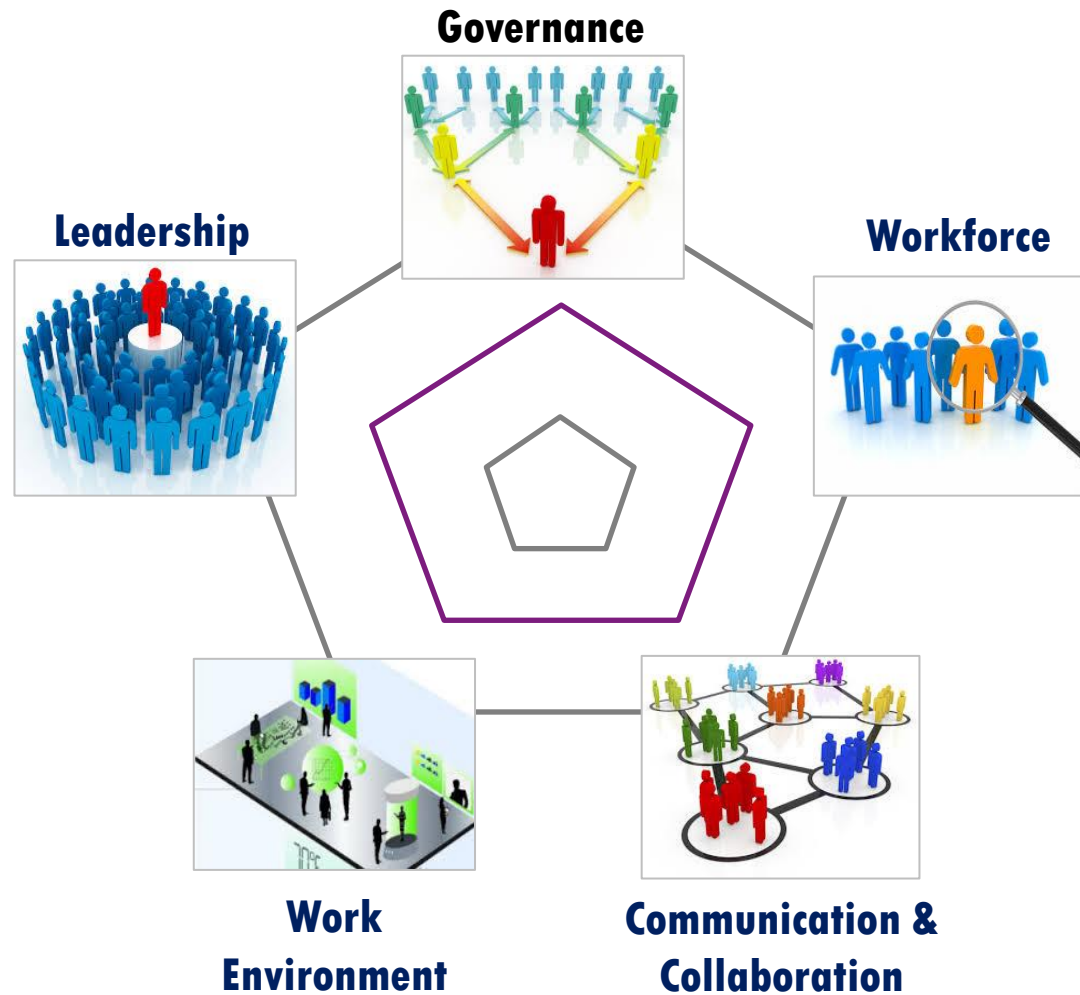 Governance
Leadership
Workforce
Work
Environment
Communication &
Collaboration